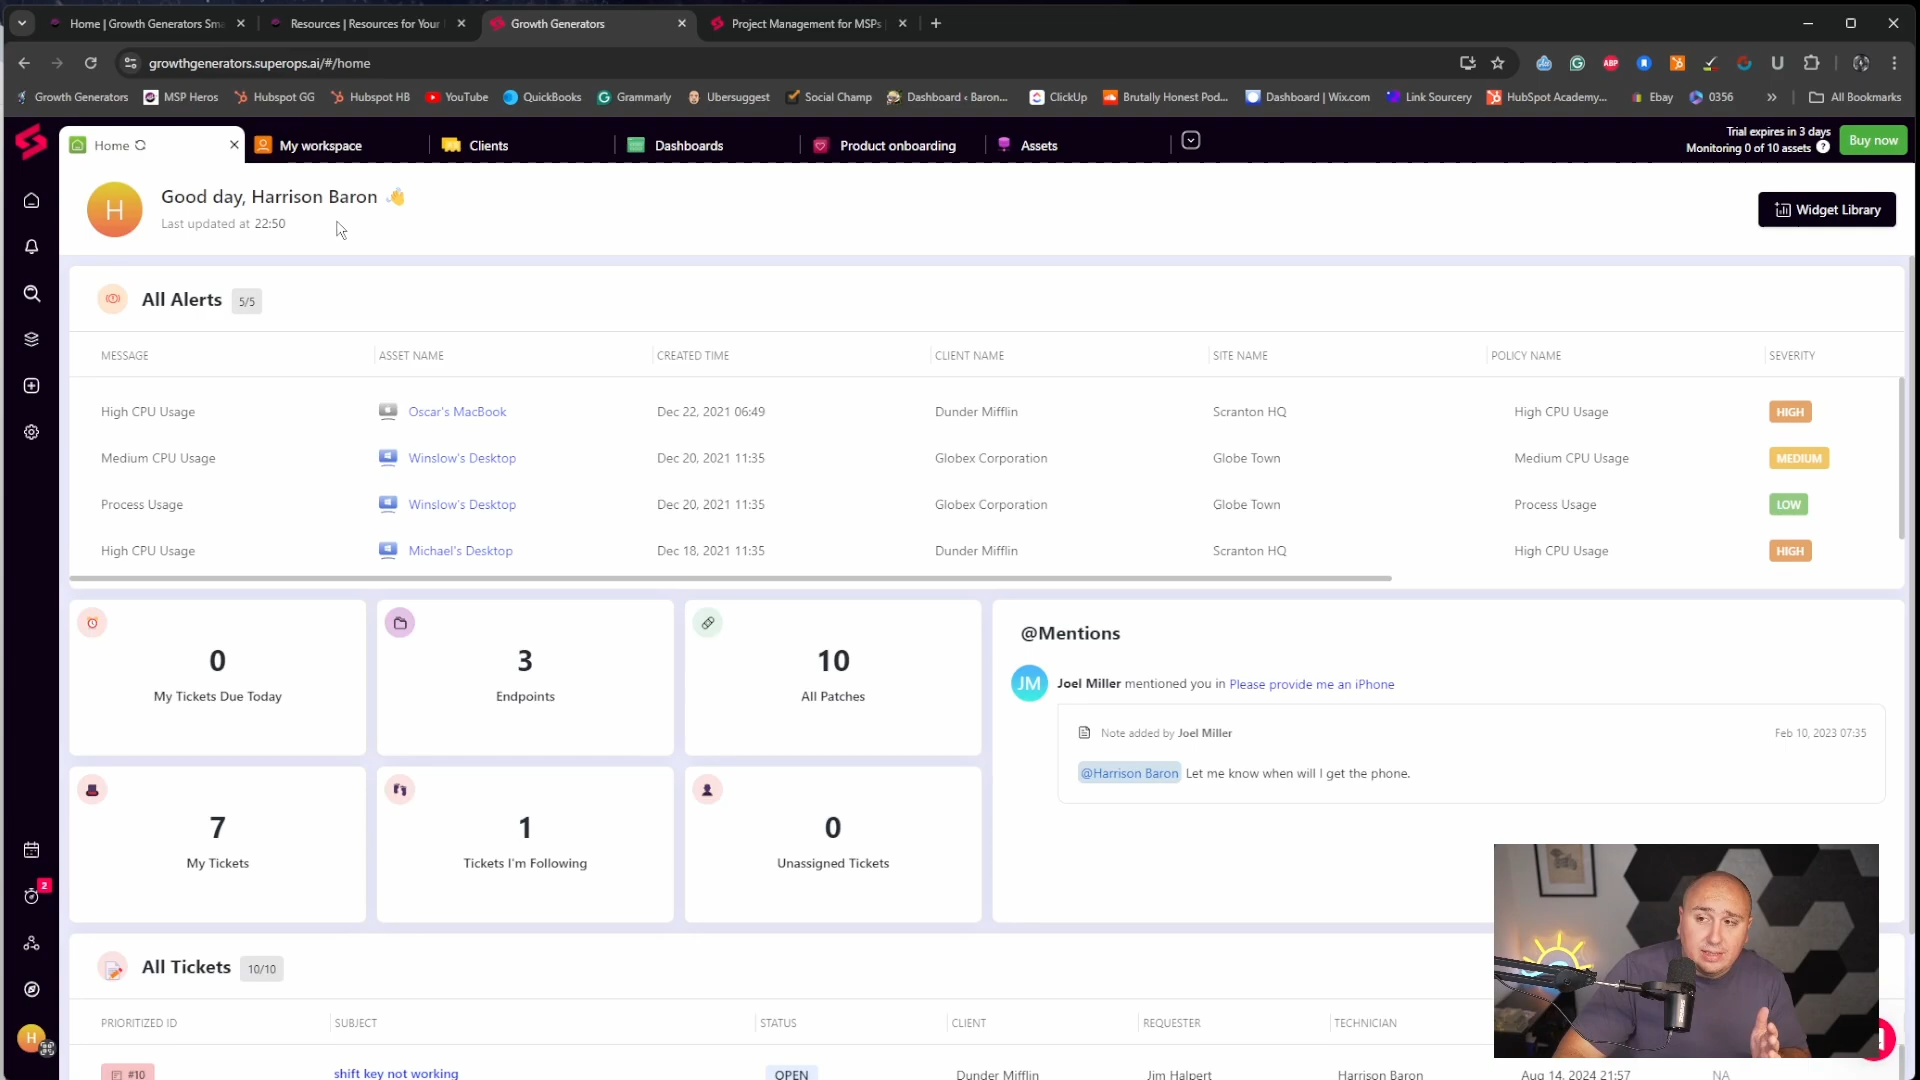 Home | Growth Generators Sma
Resources | Resources for Your
Growth Generators
Project Management for MSPs
growthgenerators.superops.ai/#/home
Growth Generators
MSP Heros
Hubspot GG
Hubspot HB
YouTube
QuickBooks
Grammarly
Ubersuggest
Social Champ
Dashboard ‹ Baron...
ClickUp
Brutally Honest Pod...
Dashboard | Wix.com
Link Sourcery
HubSpot Academy...
Ebay
0356
All Bookmarks
Home
My workspace
Clients
Dashboards
Product onboarding
Assets
Trial expires in 3 days
Monitoring 0 of 10 assets
Buy now
H
Good day, Harrison Baron 👋
Last updated at 22:50
Widget Library
All Alerts 5/5
MESSAGE ASSET NAME CREATED TIME CLIENT NAME SITE NAME POLICY NAME SEVERITY
High CPU Usage Oscar's MacBook Dec 22, 2021 06:49 Dunder Mifflin Scranton HQ High CPU Usage HIGH
Medium CPU Usage Winslow's Desktop Dec 20, 2021 11:35 Globex Corporation Globe Town Medium CPU Usage MEDIUM
Process Usage Winslow's Desktop Dec 20, 2021 11:35 Globex Corporation Globe Town Process Usage LOW
High CPU Usage Michael's Desktop Dec 18, 2021 11:35 Dunder Mifflin Scranton HQ High CPU Usage HIGH
0
My Tickets Due Today
3
Endpoints
10
All Patches
7
My Tickets
1
Tickets I'm Following
0
Unassigned Tickets
@Mentions
JM
Joel Miller mentioned you in Please provide me an iPhone
Note added by Joel Miller Feb 10, 2023 07:35
@Harrison Baron Let me know when will I get the phone.
2
H
All Tickets 10/10
PRIORITIZED ID SUBJECT STATUS CLIENT REQUESTER TECHNICIAN
#10 shift key not working OPEN Dunder Mifflin Jim Halpert Harrison Baron Aug 14, 2024 21:57 NA